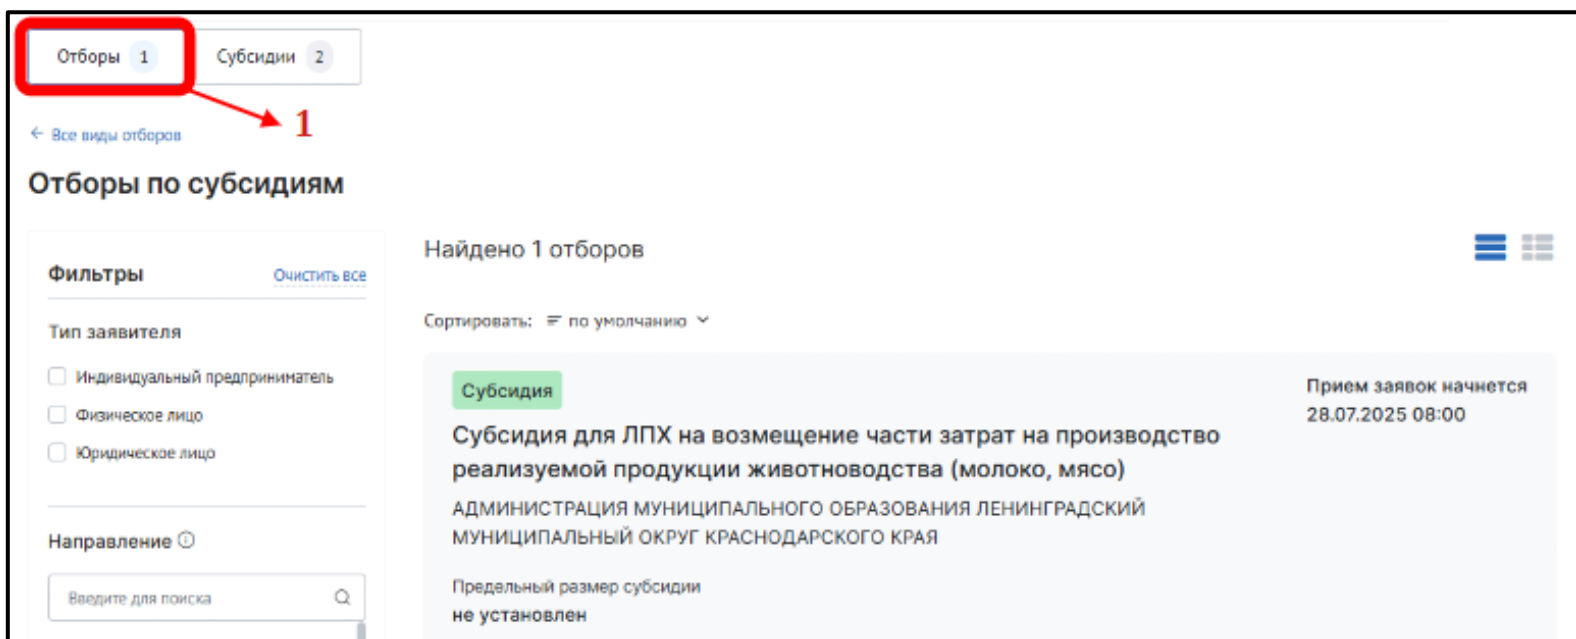 Отборы 1
Субсидии 2
1
← Все виды отборов
Отборы по субсидиям
Фильтры
Очистить все
Тип заявителя
Индивидуальный предприниматель
Физическое лицо
Юридическое лицо
Направление
Введите для поиска
Найдено 1 отборов
Сортировать: по умолчанию
Субсидия
Прием заявок начнется
28.07.2025 08:00
Субсидия для ЛПХ на возмещение части затрат на производство
реализуемой продукции животноводства (молоко, мясо)
АДМИНИСТРАЦИЯ МУНИЦИПАЛЬНОГО ОБРАЗОВАНИЯ ЛЕНИНГРАДСКИЙ
МУНИЦИПАЛЬНЫЙ ОКРУГ КРАСНОДАРСКОГО КРАЯ
Предельный размер субсидии
не установлен